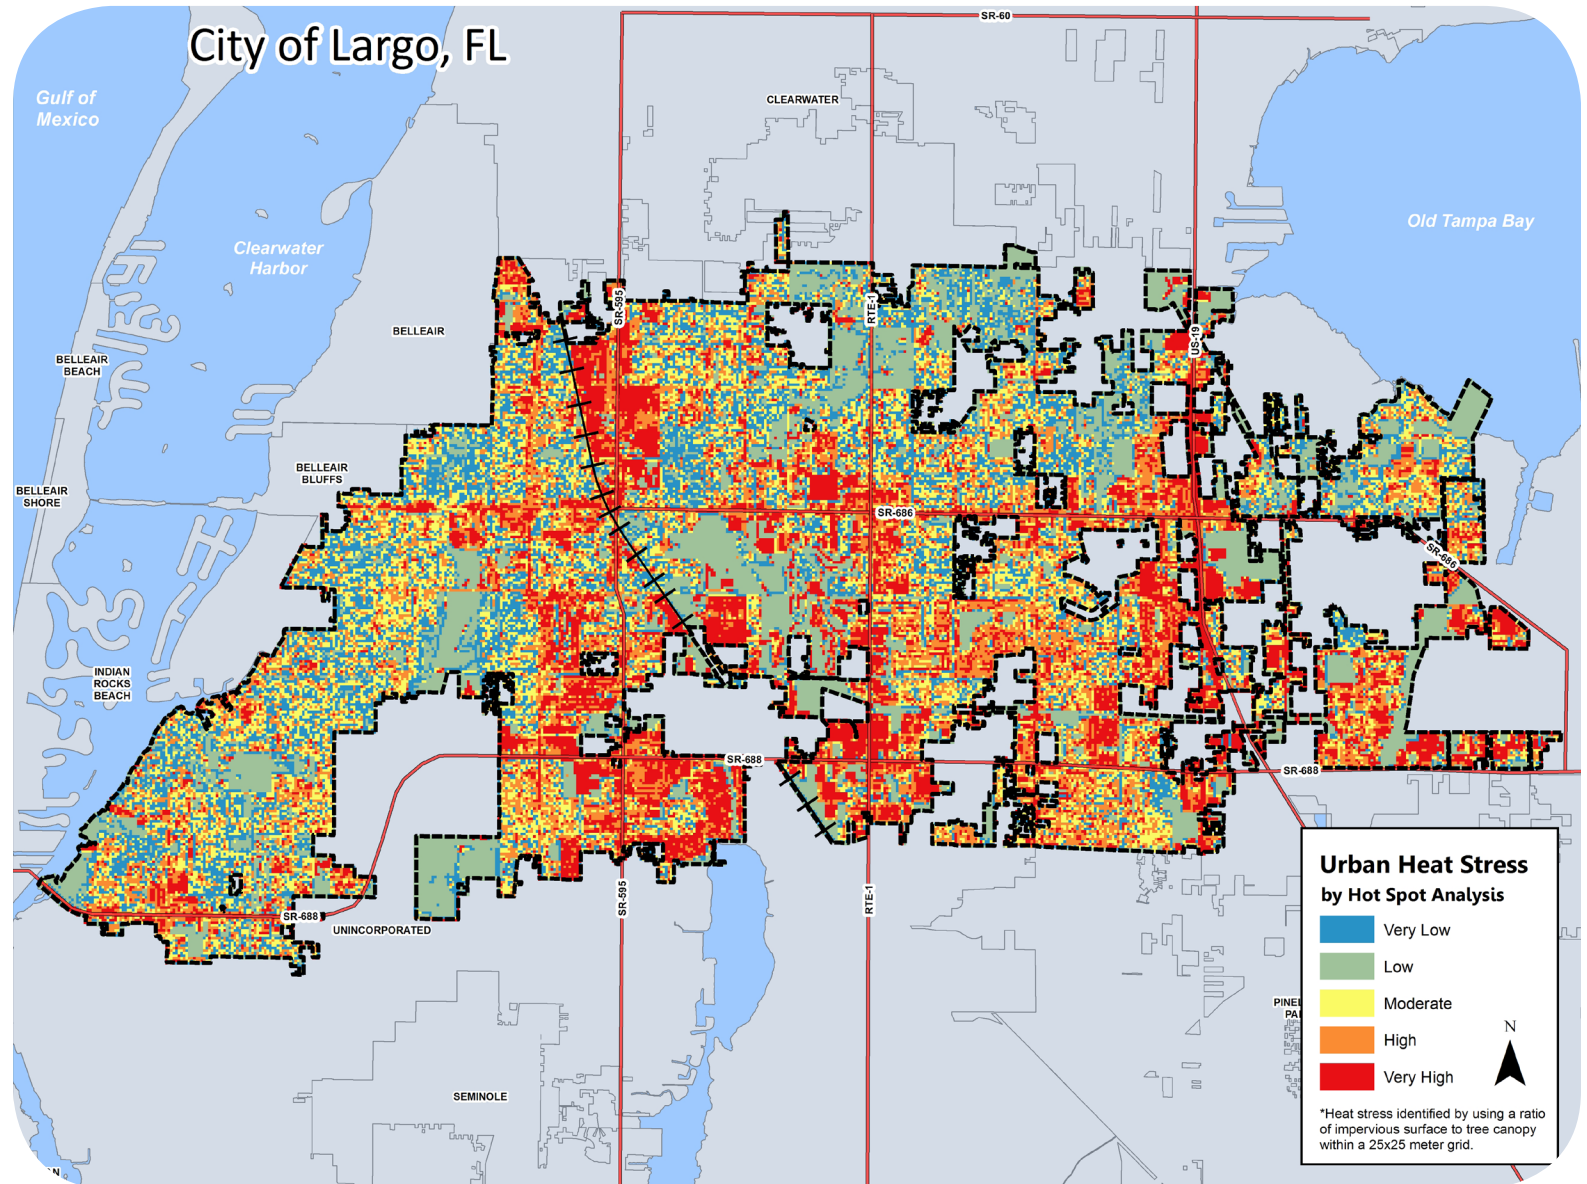 City of Largo, FL
SR-60
Gulf of
Mexico
CLEARWATER
Clearwater
Harbor
Old Tampa Bay
SR-595
RTE-1
US-19
BELLEAIR
BELLEAIR
BEACH
BELLEAIR
BLUFFS
BELLEAIR
SHORE
SR-686
SR-686
INDIAN
ROCKS
BEACH
SR-688
SR-688
SR-595
RTE-1
SR-688
UNINCORPORATED
SEMINOLE
Urban Heat Stress
by Hot Spot Analysis
Very Low
Low
Moderate
High
Very High
N
*Heat stress identified by using a ratio
of impervious surface to tree canopy
within a 25x25 meter grid.